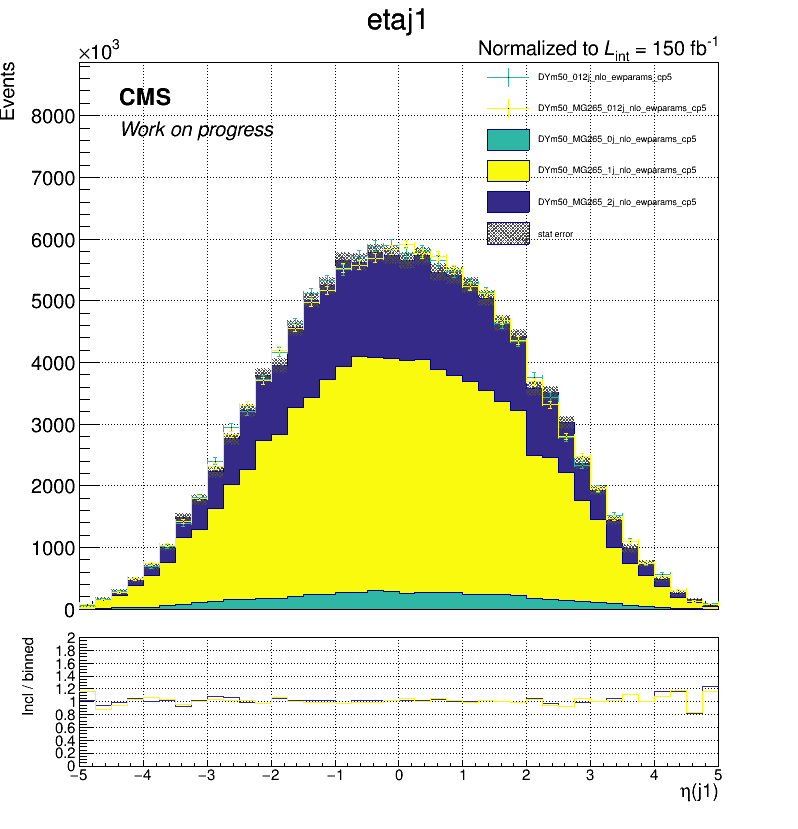 etaj1
×10³
Normalized to L_int = 150 fb⁻¹
Events
CMS
Work on progress
DYm50_012j_nlo_ewparams_cp5
DYm50_MG265_012j_nlo_ewparams_cp5
DYm50_MG265_0j_nlo_ewparams_cp5
DYm50_MG265_1j_nlo_ewparams_cp5
DYm50_MG265_2j_nlo_ewparams_cp5
stat error
8000
7000
6000
5000
4000
3000
2000
1000
0
Incl / binned
2
1.8
1.6
1.4
1.2
1
0.8
0.6
0.4
0.2
0
−5 −4 −3 −2 −1 0 1 2 3 4 5
η(j1)